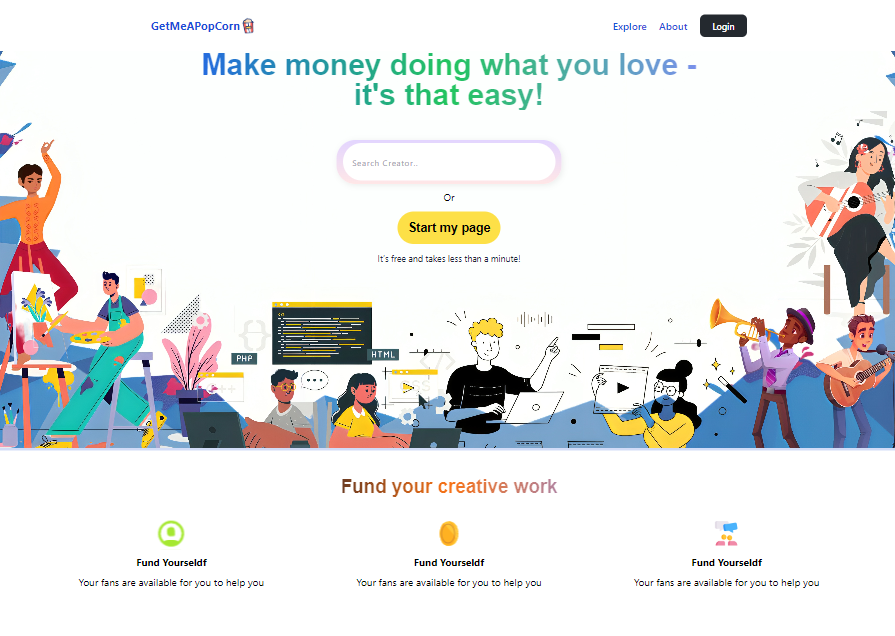 GetMeAPopCorn
Explore About Login
Make money doing what you love -
it's that easy!
Search Creator..
Or
Start my page
It's free and takes less than a minute!
PHP
HTML
Fund your creative work
Fund Yourseldf Fund Yourseldf Fund Yourseldf
Your fans are available for you to help you Your fans are available for you to help you Your fans are available for you to help you